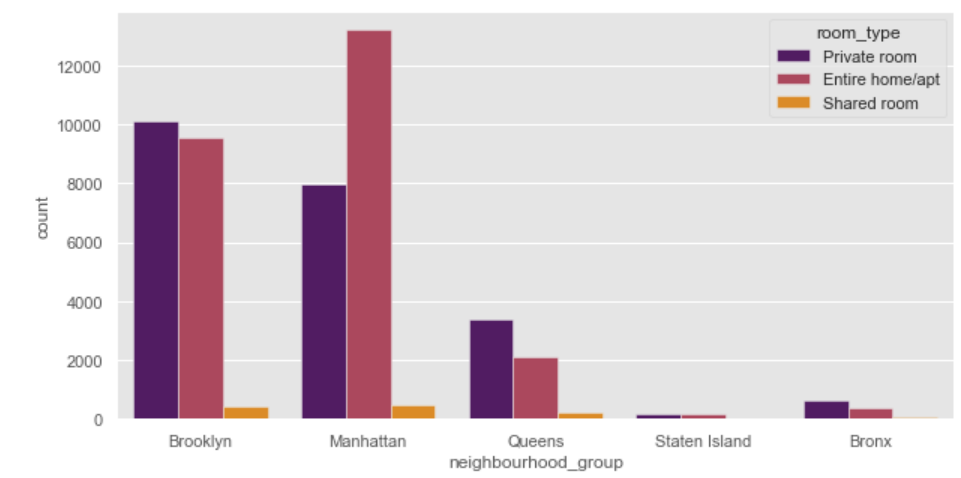 room_type
Private room
Entire home/apt
Shared room
12000
10000
8000
6000
4000
2000
0
count
Brooklyn Manhattan Queens Staten Island Bronx
neighbourhood_group